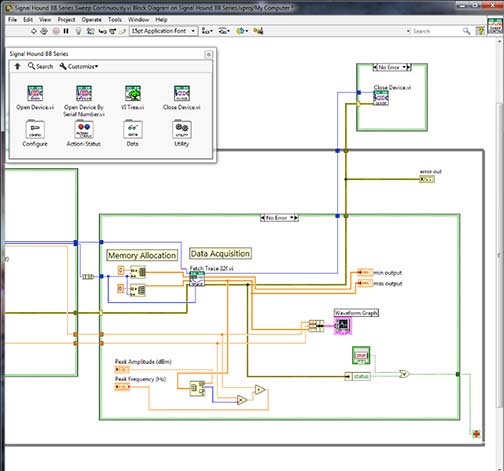 Signal Hound BB Series Sweep Continuously.vi Block Diagram on Signal Hound BB Series.lvproj/My Computer *
File Edit View Project Operate Tools Window Help
15pt Application Font
Search
Signal Hound BB Series
Search Customize
Open Device.vi
Open Device By
Serial Number.vi
VI Tree.vi
Close Device.vi
Configure
Action-Status
Data
Utility
No Error
Close Device.vi
error out
No Error
Memory Allocation
Data Acquisition
Fetch Trace 32f.vi
min output
max output
Waveform Graph
STOP
Peak Amplitude (dBm)
Peak Frequency (Hz)
status